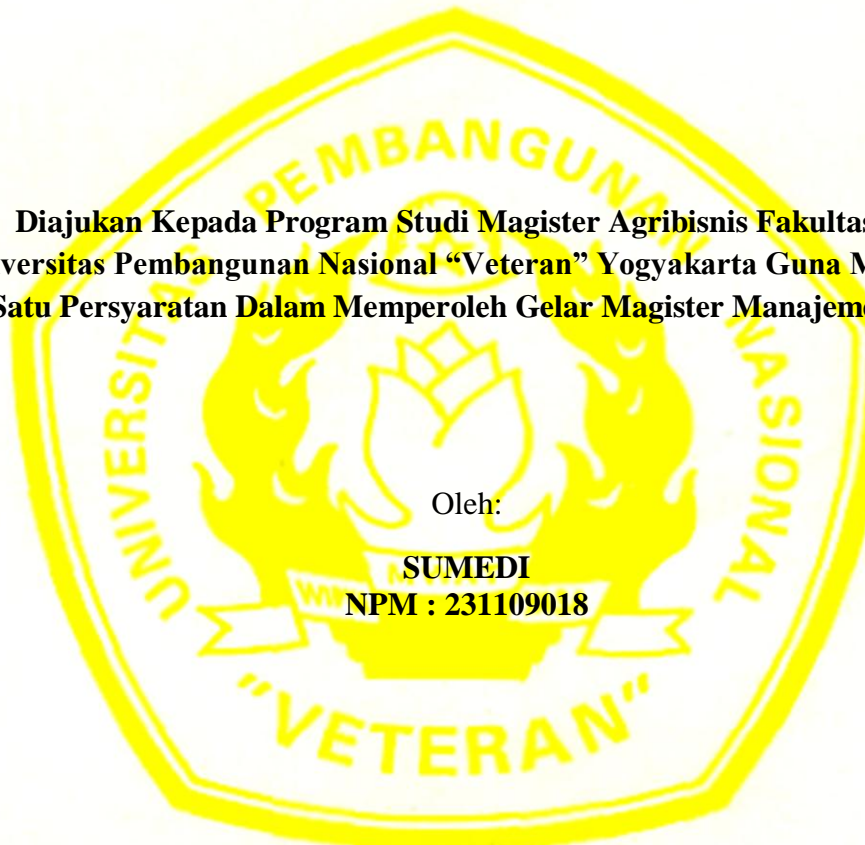 Diajukan Kepada Program Studi Magister Agribisnis Fakultas
versitas Pembangunan Nasional “Veteran” Yogyakarta Guna M
Satu Persyaratan Dalam Memperoleh Gelar Magister Manajem
Oleh:
SUMEDI
NPM : 231109018
UNIVERSITAS PEMBANGUNAN NASIONAL
"VETERAN"